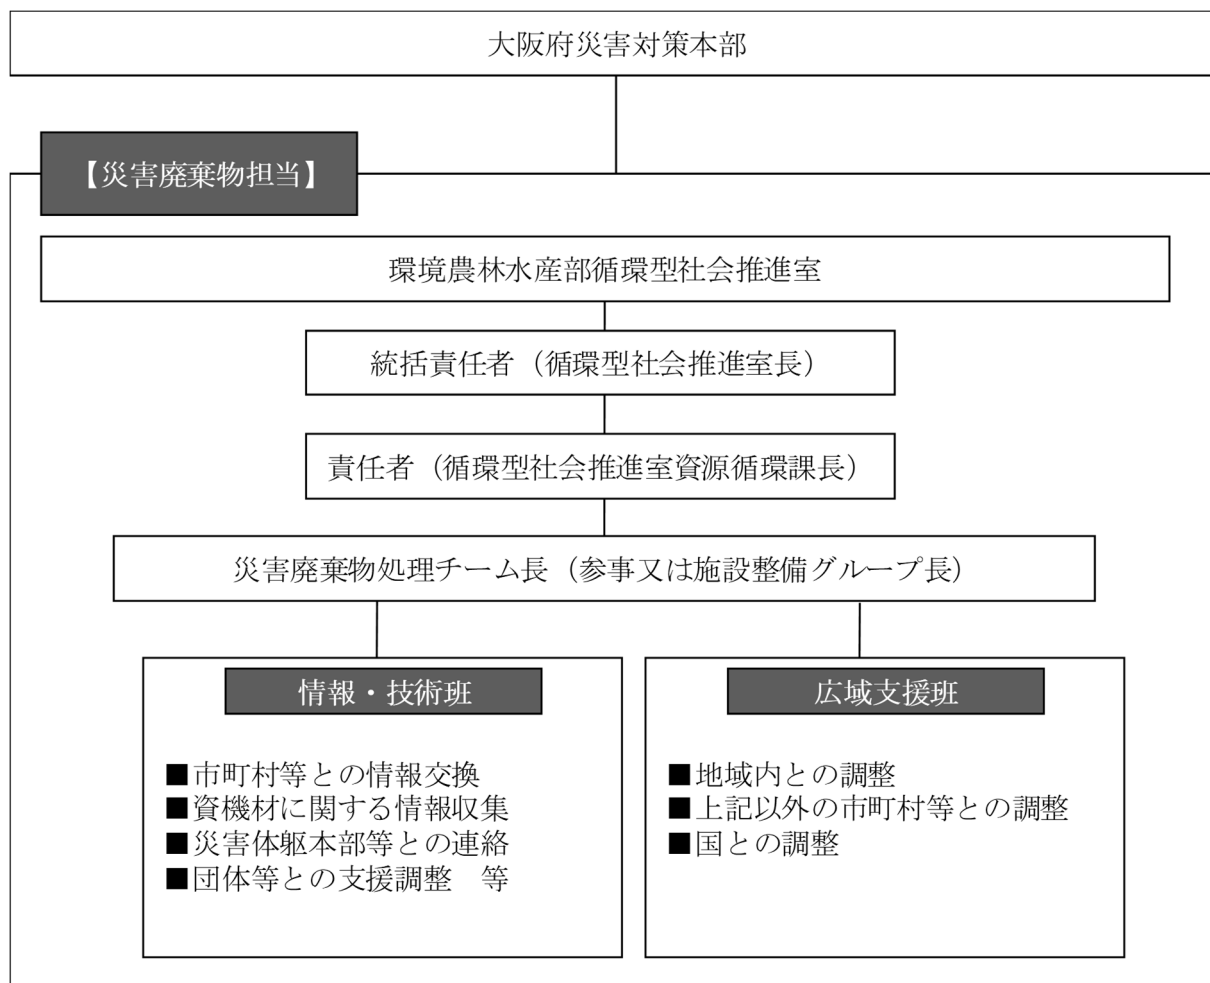 大阪府災害対策本部
【災害廃棄物担当】
環境農林水産部循環型社会推進室
統括責任者（循環型社会推進室長）
責任者（循環型社会推進室資源循環課長）
災害廃棄物処理チーム長（参事又は施設整備グループ長）
情報・技術班
■市町村等との情報交換
■資機材に関する情報収集
■災害体躯本部等との連絡
■団体等との支援調整　等
広域支援班
■地域内との調整
■上記以外の市町村等との調整
■国との調整